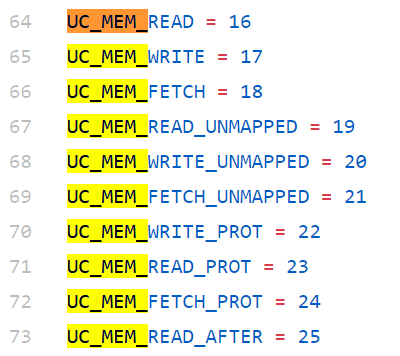 64 UC_MEM_READ = 16
65 UC_MEM_WRITE = 17
66 UC_MEM_FETCH = 18
67 UC_MEM_READ_UNMAPPED = 19
68 UC_MEM_WRITE_UNMAPPED = 20
69 UC_MEM_FETCH_UNMAPPED = 21
70 UC_MEM_WRITE_PROT = 22
71 UC_MEM_READ_PROT = 23
72 UC_MEM_FETCH_PROT = 24
73 UC_MEM_READ_AFTER = 25